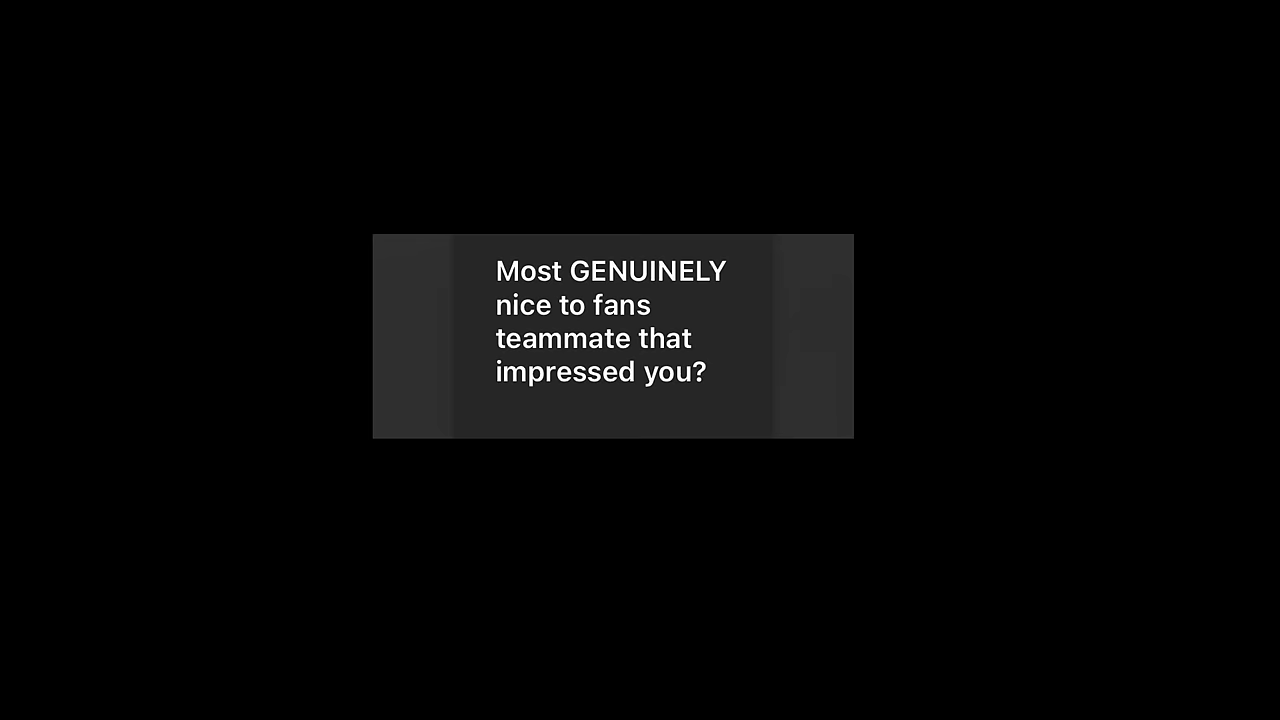 Most GENUINELY
nice to fans
teammate that
impressed you?